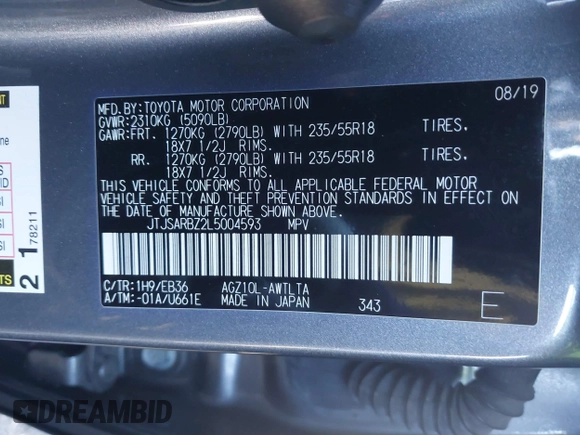 08/19
MFD.BY:TOYOTA MOTOR CORPORATION
GVWR:2310KG (5090LB)
GAWR:FRT. 1270KG (2790LB) WITH 235/55R18 TIRES,
18X7 1/2J RIMS.
RR. 1270KG (2790LB) WITH 235/55R18 TIRES,
18X7 1/2J RIMS.
THIS VEHICLE CONFORMS TO ALL APPLICABLE FEDERAL MOTOR
VEHICLE SAFETY AND THEFT PREVENTION STANDARDS IN EFFECT ON
THE DATE OF MANUFACTURE SHOWN ABOVE.
JTJSARBZ2L5004593 MPV
C/TR:1H9/EB36 AGZ10L-AWTLTA
A/TM:-01A/U661E MADE IN JAPAN 343 E
21 78211
DREAMBID